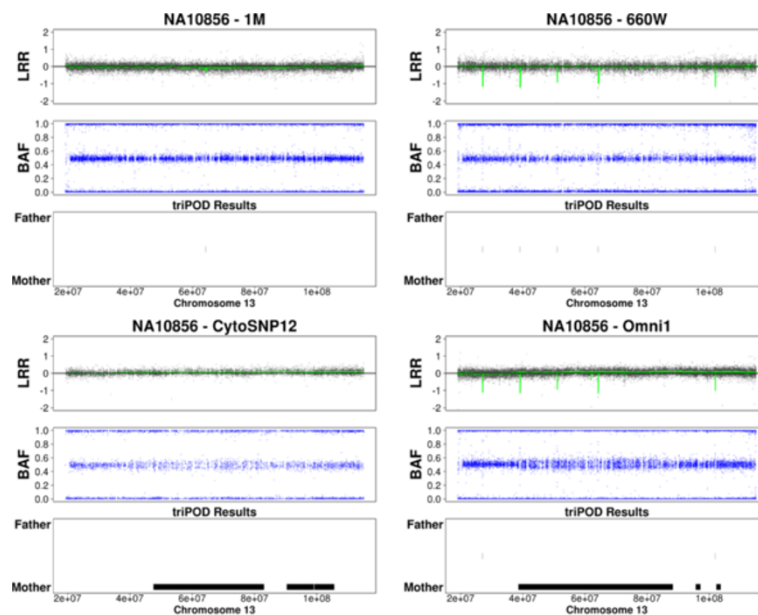 NA10856 - 1M
NA10856 - 660W
LRR
2
1
0
-1
-2
LRR
2
1
0
-1
-2
BAF
1.0
0.8
0.6
0.4
0.2
0.0
BAF
1.0
0.8
0.6
0.4
0.2
0.0
triPOD Results
triPOD Results
Father
Mother
Father
Mother
2e+07 4e+07 6e+07 8e+07 1e+08
2e+07 4e+07 6e+07 8e+07 1e+08
Chromosome 13
Chromosome 13
NA10856 - CytoSNP12
NA10856 - Omni1
LRR
2
1
0
-1
-2
LRR
2
1
0
-1
-2
BAF
1.0
0.8
0.6
0.4
0.2
0.0
BAF
1.0
0.8
0.6
0.4
0.2
0.0
triPOD Results
triPOD Results
Father
Mother
Father
Mother
2e+07 4e+07 6e+07 8e+07 1e+08
2e+07 4e+07 6e+07 8e+07 1e+08
Chromosome 13
Chromosome 13